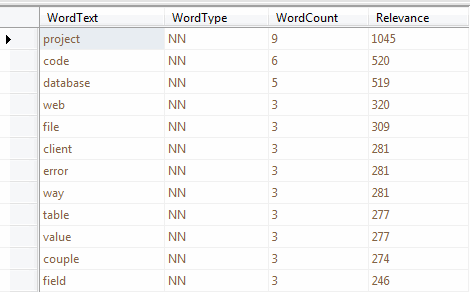 WordText WordType WordCount Relevance
project NN 9 1045
code NN 6 520
database NN 5 519
web NN 3 320
file NN 3 309
client NN 3 281
error NN 3 281
way NN 3 281
table NN 3 277
value NN 3 277
couple NN 3 274
field NN 3 246